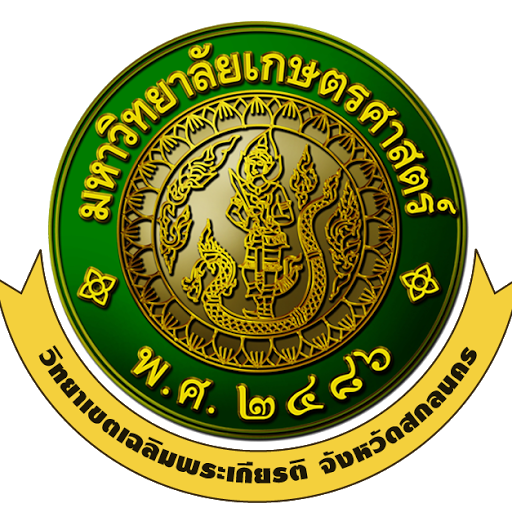 มหาวิทยาลัยเกษตรศาสตร์
พ.ศ. ๒๔๘๖
วิทยาเขตเฉลิมพระเกียรติ จังหวัดสกลนคร